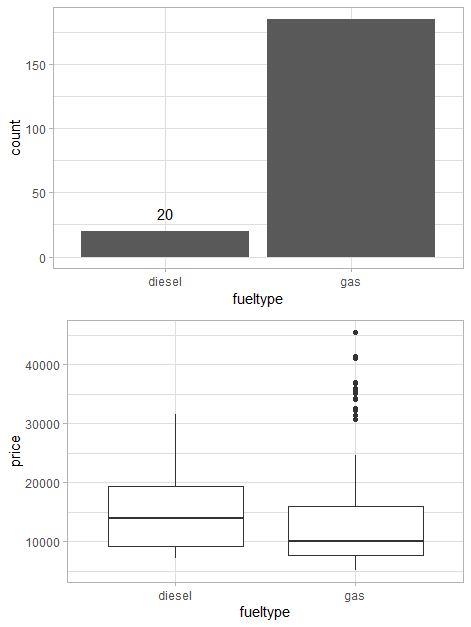 150
100
50
0
count
20
diesel gas
fueltype
40000
30000
20000
10000
price
diesel gas
fueltype